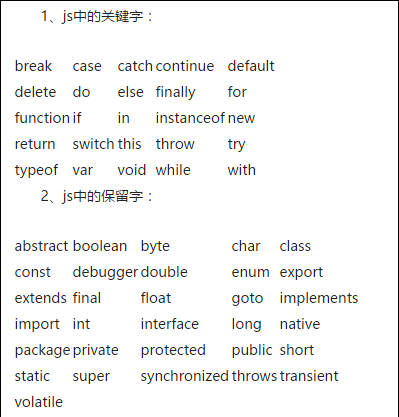 1、js中的关键字：
break case catch continue default
delete do else finally for
function if in instanceof new
return switch this throw try
typeof var void while with
2、js中的保留字：
abstract boolean byte char class
const debugger double enum export
extends final float goto implements
import int interface long native
package private protected public short
static super synchronized throws transient
volatile